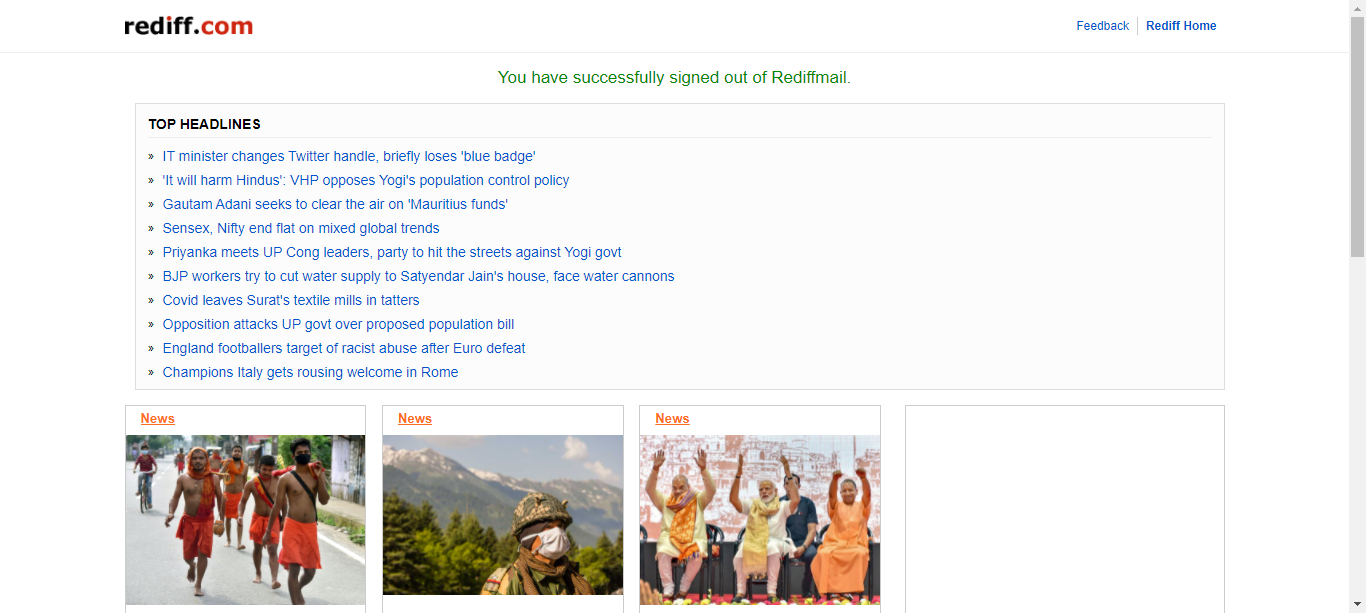 rediff.com
Feedback
Rediff Home
You have successfully signed out of Rediffmail.
TOP HEADLINES
» IT minister changes Twitter handle, briefly loses 'blue badge'
» 'It will harm Hindus': VHP opposes Yogi's population control policy
» Gautam Adani seeks to clear the air on 'Mauritius funds'
» Sensex, Nifty end flat on mixed global trends
» Priyanka meets UP Cong leaders, party to hit the streets against Yogi govt
» BJP workers try to cut water supply to Satyendar Jain's house, face water cannons
» Covid leaves Surat's textile mills in tatters
» Opposition attacks UP govt over proposed population bill
» England footballers target of racist abuse after Euro defeat
» Champions Italy gets rousing welcome in Rome
News
News
News